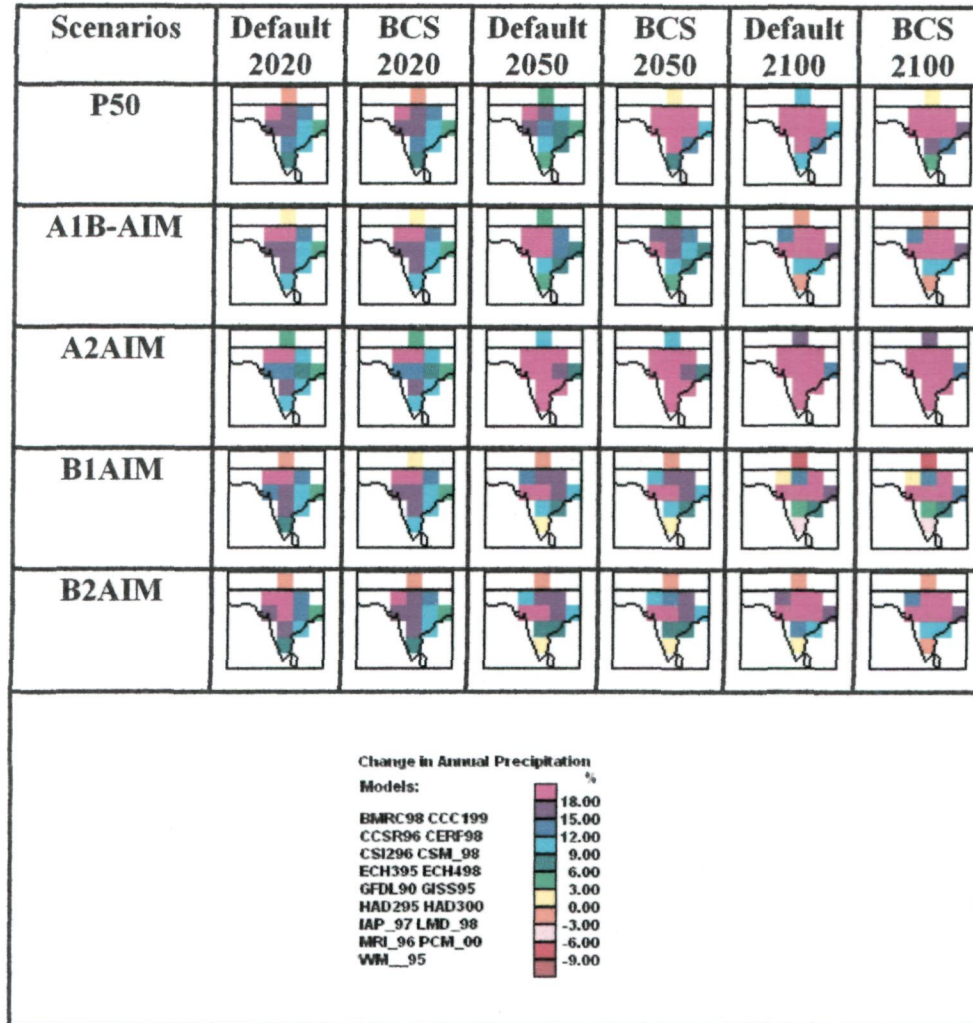 Scenarios Default BCS Default BCS Default BCS
2020 2020 2050 2050 2100 2100
P50
A1B-AIM
A2AIM
B1AIM
B2AIM
Change in Annual Precipitation
%
Models:
18.00
BMRC98 CCC199 15.00
CCSR96 CERF98 12.00
CSI296 CSM_98 9.00
ECH395 ECH498 6.00
GFDL90 GISS95 3.00
HAD295 HAD300 0.00
IAP_97 LMD_98 -3.00
MRI_96 PCM_00 -6.00
WM__95 -9.00